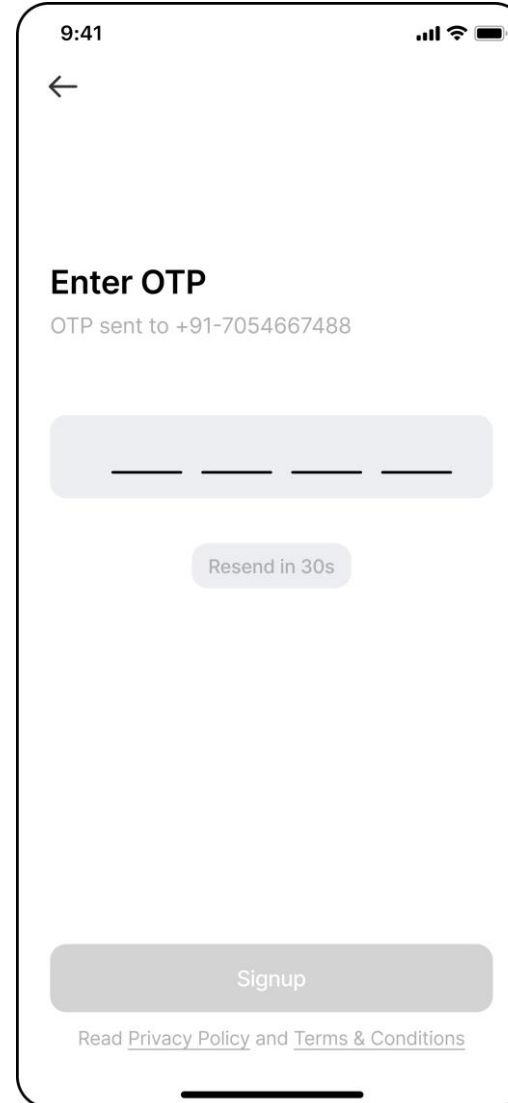 9:41
Enter OTP
OTP sent to +91-7054667488
Resend in 30s
Signup
Read Privacy Policy and Terms & Conditions